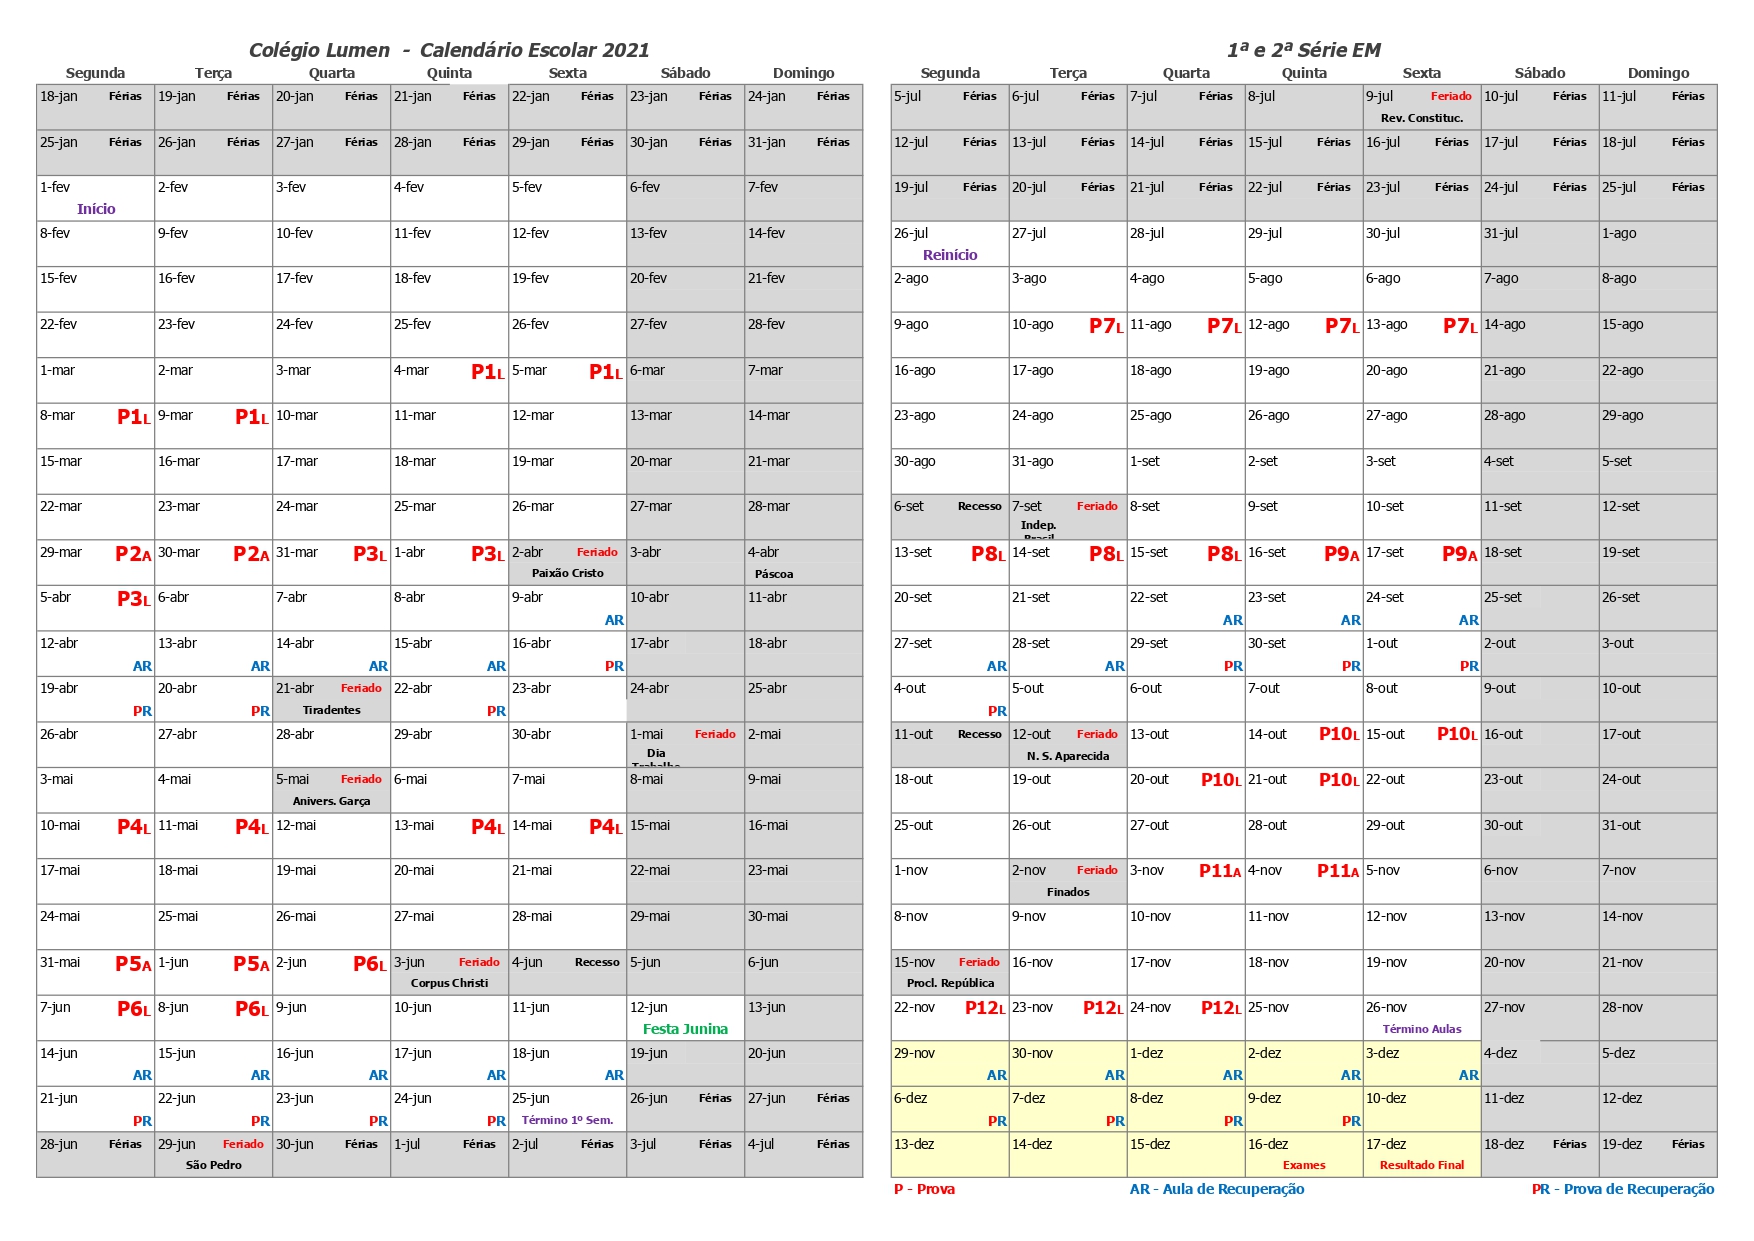 Colégio Lumen - Calendário Escolar 2021
Segunda Terça Quarta Quinta Sexta Sábado Domingo
18-jan Férias 19-jan Férias 20-jan Férias 21-jan Férias 22-jan Férias 23-jan Férias 24-jan Férias
25-jan Férias 26-jan Férias 27-jan Férias 28-jan Férias 29-jan Férias 30-jan Férias 31-jan Férias
1-fev 2-fev 3-fev 4-fev 5-fev 6-fev 7-fev
Início
8-fev 9-fev 10-fev 11-fev 12-fev 13-fev 14-fev
15-fev 16-fev 17-fev 18-fev 19-fev 20-fev 21-fev
22-fev 23-fev 24-fev 25-fev 26-fev 27-fev 28-fev
1-mar 2-mar 3-mar 4-mar P1L 5-mar P1L 6-mar 7-mar
8-mar P1L 9-mar P1L 10-mar 11-mar 12-mar 13-mar 14-mar
15-mar 16-mar 17-mar 18-mar 19-mar 20-mar 21-mar
22-mar 23-mar 24-mar 25-mar 26-mar 27-mar 28-mar
29-mar P2A 30-mar P2A 31-mar P3L 1-abr P3L 2-abr Feriado 3-abr 4-abr
Paixão Cristo Páscoa
5-abr P3L 6-abr 7-abr 8-abr 9-abr 10-abr 11-abr
AR
12-abr 13-abr 14-abr 15-abr 16-abr 17-abr 18-abr
AR AR AR AR PR
19-abr 20-abr 21-abr Feriado 22-abr 23-abr 24-abr 25-abr
PR PR Tiradentes PR
26-abr 27-abr 28-abr 29-abr 30-abr 1-mai Feriado 2-mai
Dia
Trabalho
3-mai 4-mai 5-mai Feriado 6-mai 7-mai 8-mai 9-mai
Anivers. Garça
10-mai P4L 11-mai P4L 12-mai 13-mai P4L 14-mai P4L 15-mai 16-mai
17-mai 18-mai 19-mai 20-mai 21-mai 22-mai 23-mai
24-mai 25-mai 26-mai 27-mai 28-mai 29-mai 30-mai
31-mai P5A 1-jun P5A 2-jun P6L 3-jun Feriado 4-jun Recesso 5-jun 6-jun
Corpus Christi
7-jun P6L 8-jun P6L 9-jun 10-jun 11-jun 12-jun 13-jun
Festa Junina
14-jun 15-jun 16-jun 17-jun 18-jun 19-jun 20-jun
AR AR AR AR AR
21-jun 22-jun 23-jun 24-jun 25-jun 26-jun Férias 27-jun Férias
PR PR PR PR Término 1º Sem.
28-jun Férias 29-jun Feriado 30-jun Férias 1-jul Férias 2-jul Férias 3-jul Férias 4-jul Férias
São Pedro
1ª e 2ª Série EM
Segunda Terça Quarta Quinta Sexta Sábado Domingo
5-jul Férias 6-jul Férias 7-jul Férias 8-jul 9-jul Feriado 10-jul Férias 11-jul Férias
Rev. Constituc.
12-jul Férias 13-jul Férias 14-jul Férias 15-jul Férias 16-jul Férias 17-jul Férias 18-jul Férias
19-jul Férias 20-jul Férias 21-jul Férias 22-jul Férias 23-jul Férias 24-jul Férias 25-jul Férias
26-jul 27-jul 28-jul 29-jul 30-jul 31-jul 1-ago
Reinício
2-ago 3-ago 4-ago 5-ago 6-ago 7-ago 8-ago
9-ago 10-ago P7L 11-ago P7L 12-ago P7L 13-ago P7L 14-ago 15-ago
16-ago 17-ago 18-ago 19-ago 20-ago 21-ago 22-ago
23-ago 24-ago 25-ago 26-ago 27-ago 28-ago 29-ago
30-ago 31-ago 1-set 2-set 3-set 4-set 5-set
6-set Recesso 7-set Feriado 8-set 9-set 10-set 11-set 12-set
Indep.
Brasil
13-set P8L 14-set P8L 15-set P8L 16-set P9A 17-set P9A 18-set 19-set
20-set 21-set 22-set 23-set 24-set 25-set 26-set
AR AR AR
27-set 28-set 29-set 30-set 1-out 2-out 3-out
AR AR PR PR PR
4-out 5-out 6-out 7-out 8-out 9-out 10-out
PR
11-out Recesso 12-out Feriado 13-out 14-out P10L 15-out P10L 16-out 17-out
N. S. Aparecida
18-out 19-out 20-out P10L 21-out P10L 22-out 23-out 24-out
25-out 26-out 27-out 28-out 29-out 30-out 31-out
1-nov 2-nov Feriado 3-nov P11A 4-nov P11A 5-nov 6-nov 7-nov
Finados
8-nov 9-nov 10-nov 11-nov 12-nov 13-nov 14-nov
15-nov Feriado 16-nov 17-nov 18-nov 19-nov 20-nov 21-nov
Procl. República
22-nov P12L 23-nov P12L 24-nov P12L 25-nov 26-nov 27-nov 28-nov
Término Aulas
29-nov 30-nov 1-dez 2-dez 3-dez 4-dez 5-dez
AR AR AR AR AR
6-dez 7-dez 8-dez 9-dez 10-dez 11-dez 12-dez
PR PR PR PR
13-dez 14-dez 15-dez 16-dez 17-dez 18-dez Férias 19-dez Férias
Exames Resultado Final
P - Prova AR - Aula de Recuperação PR - Prova de Recuperação